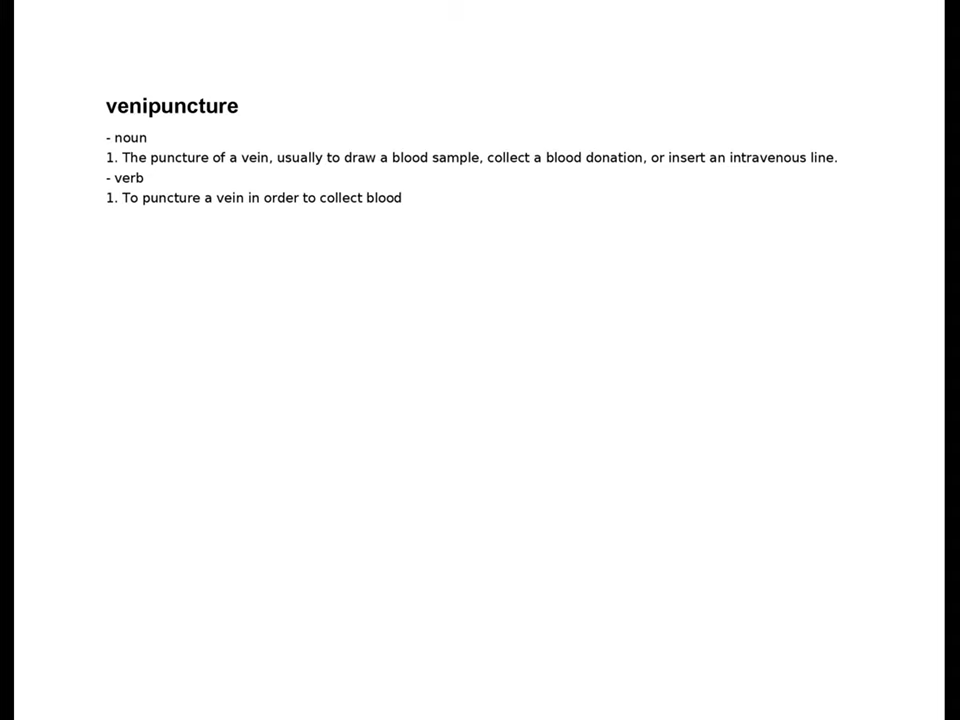 venipuncture
- noun
1. The puncture of a vein, usually to draw a blood sample, collect a blood donation, or insert an intravenous line.
- verb
1. To puncture a vein in order to collect blood